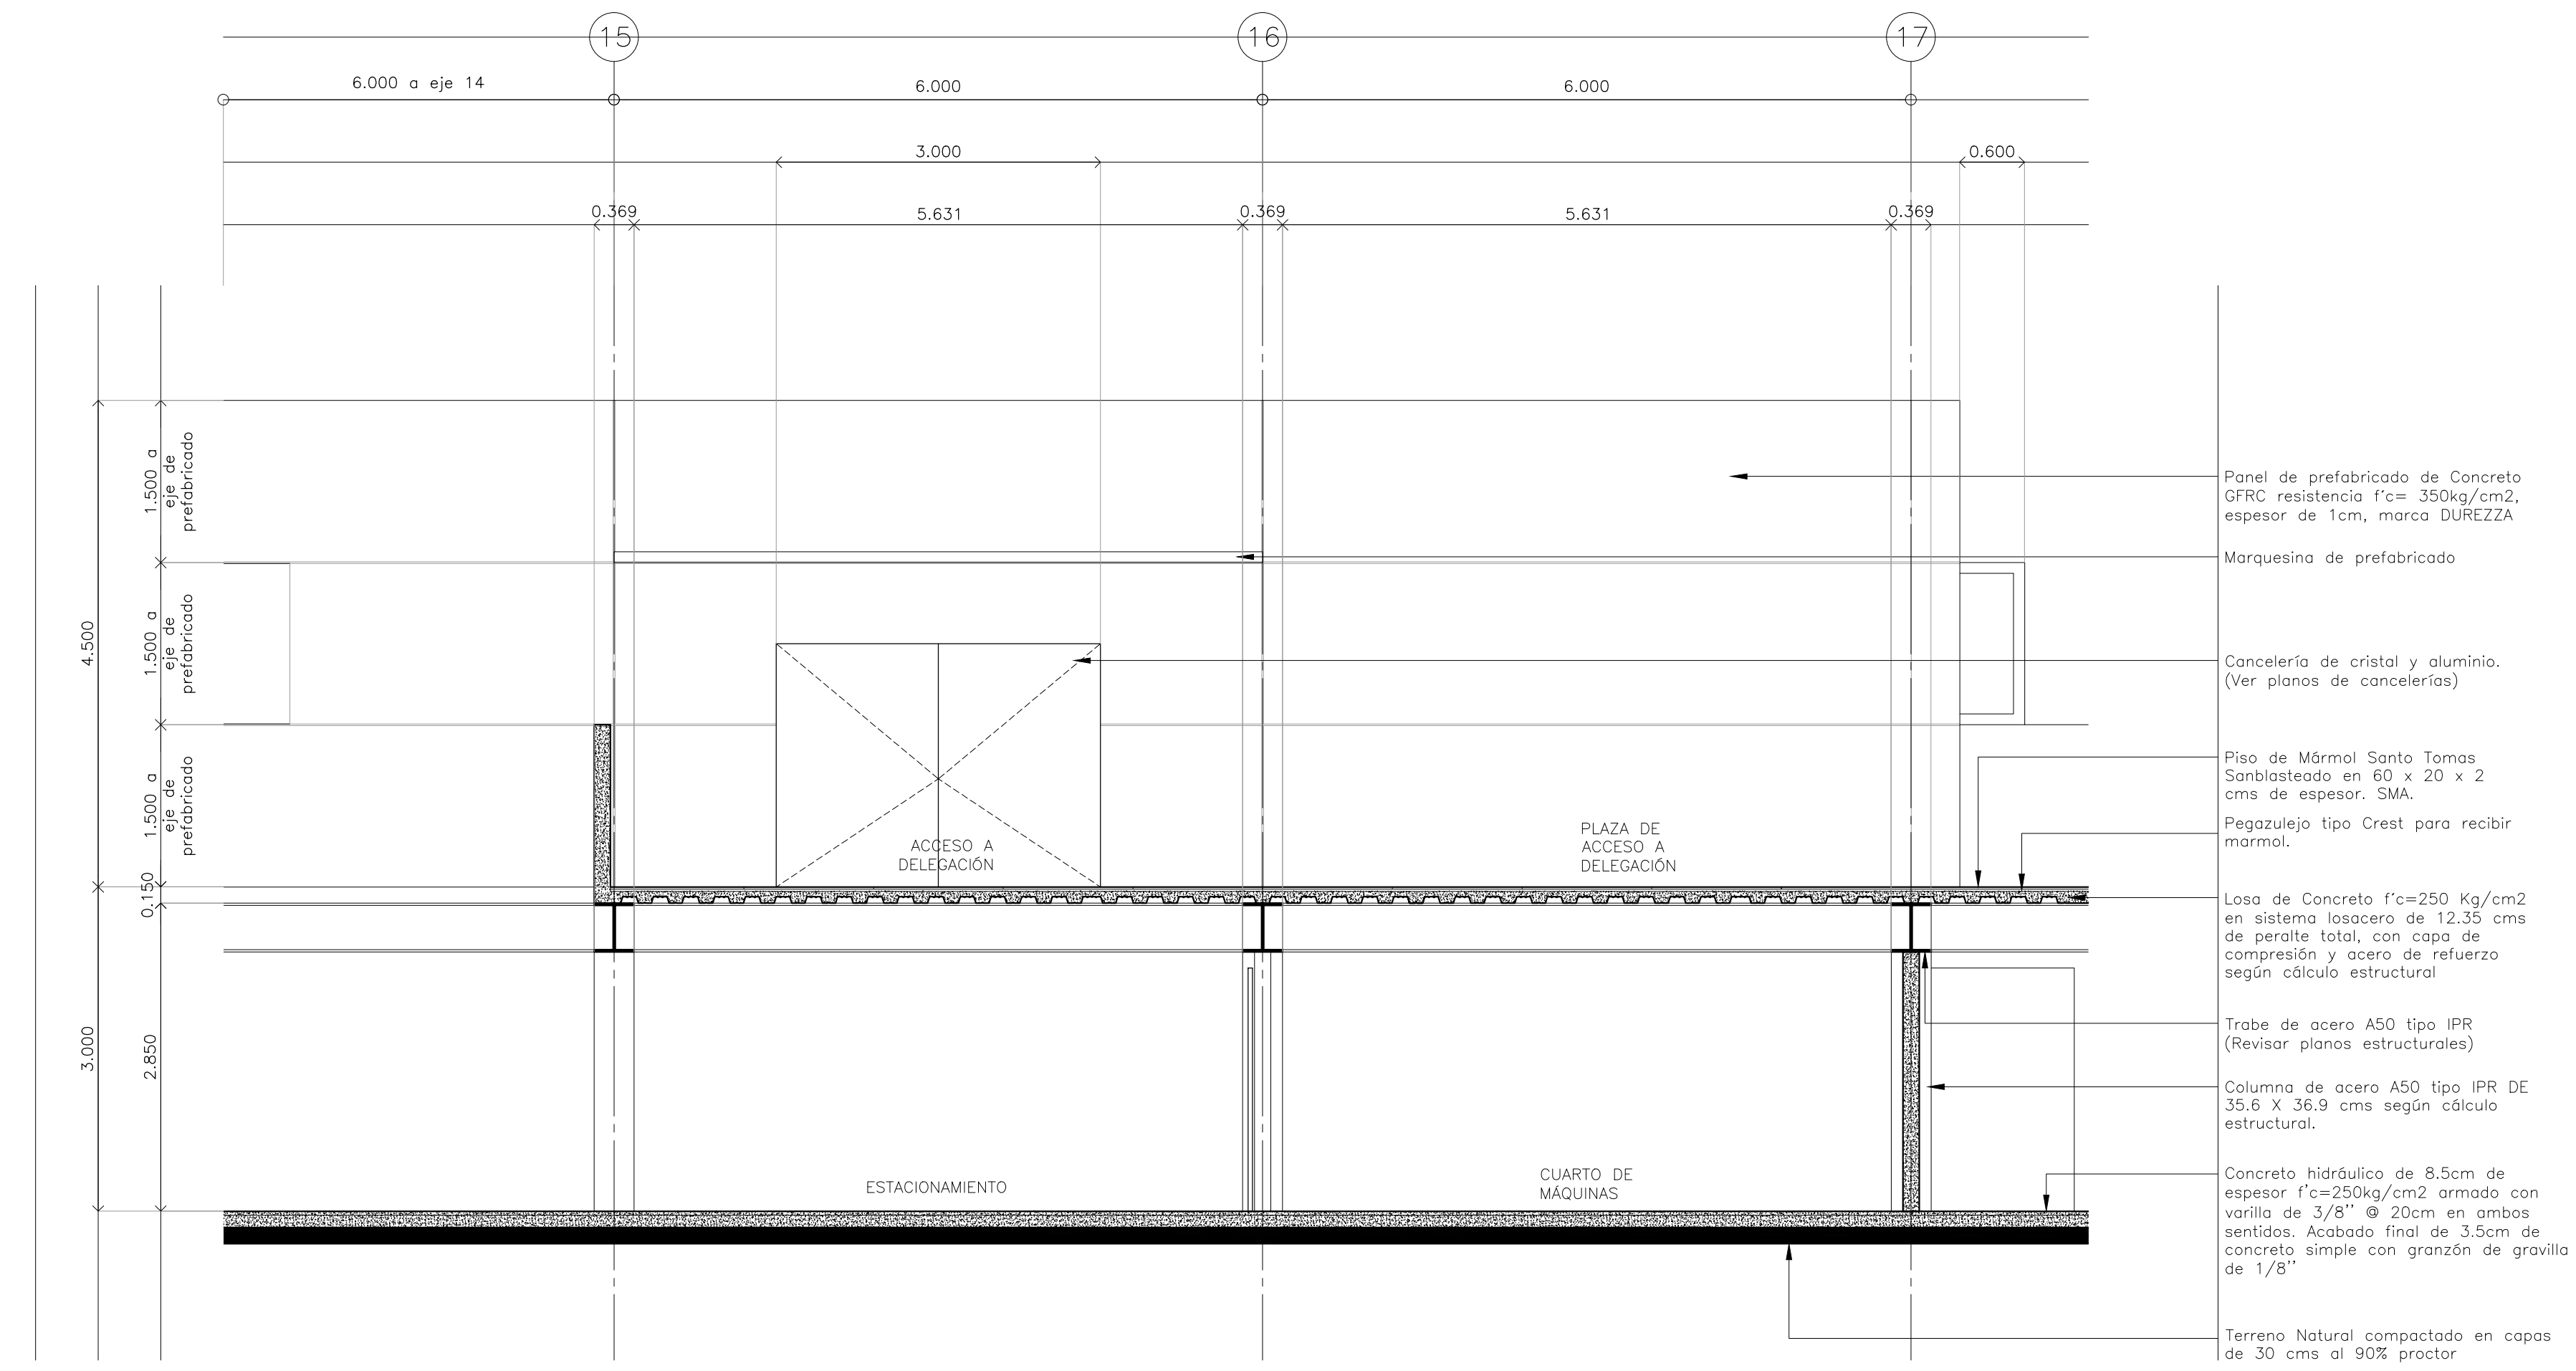 15
16
17
6.000 a eje 14
6.000
6.000
3.000
0.600
0.369
5.631
0.369
5.631
0.369
1.500 a
eje de
prefabricado
1.500 a
eje de
prefabricado
1.500 a
eje de
prefabricado
4.500
0.150
3.000
2.850
ACCESO A
DELEGACIÓN
PLAZA DE
ACCESO A
DELEGACIÓN
ESTACIONAMIENTO
CUARTO DE
MÁQUINAS
Panel de prefabricado de Concreto
GFRC resistencia f´c= 350kg/cm2,
espesor de 1cm, marca DUREZZA
Marquesina de prefabricado
Cancelería de cristal y aluminio.
(Ver planos de cancelerías)
Piso de Mármol Santo Tomas
Sanblasteado en 60 x 20 x 2
cms de espesor. SMA.
Pegazulejo tipo Crest para recibir
marmol.
Losa de Concreto f´c=250 Kg/cm2
en sistema losacero de 12.35 cms
de peralte total, con capa de
compresión y acero de refuerzo
según cálculo estructural
Trabe de acero A50 tipo IPR
(Revisar planos estructurales)
Columna de acero A50 tipo IPR DE
35.6 X 36.9 cms según cálculo
estructural.
Concreto hidráulico de 8.5cm de
espesor f'c=250kg/cm2 armado con
varilla de 3/8'' @ 20cm en ambos
sentidos. Acabado final de 3.5cm de
concreto simple con granzón de gravilla
de 1/8''
Terreno Natural compactado en capas
de 30 cms al 90% proctor